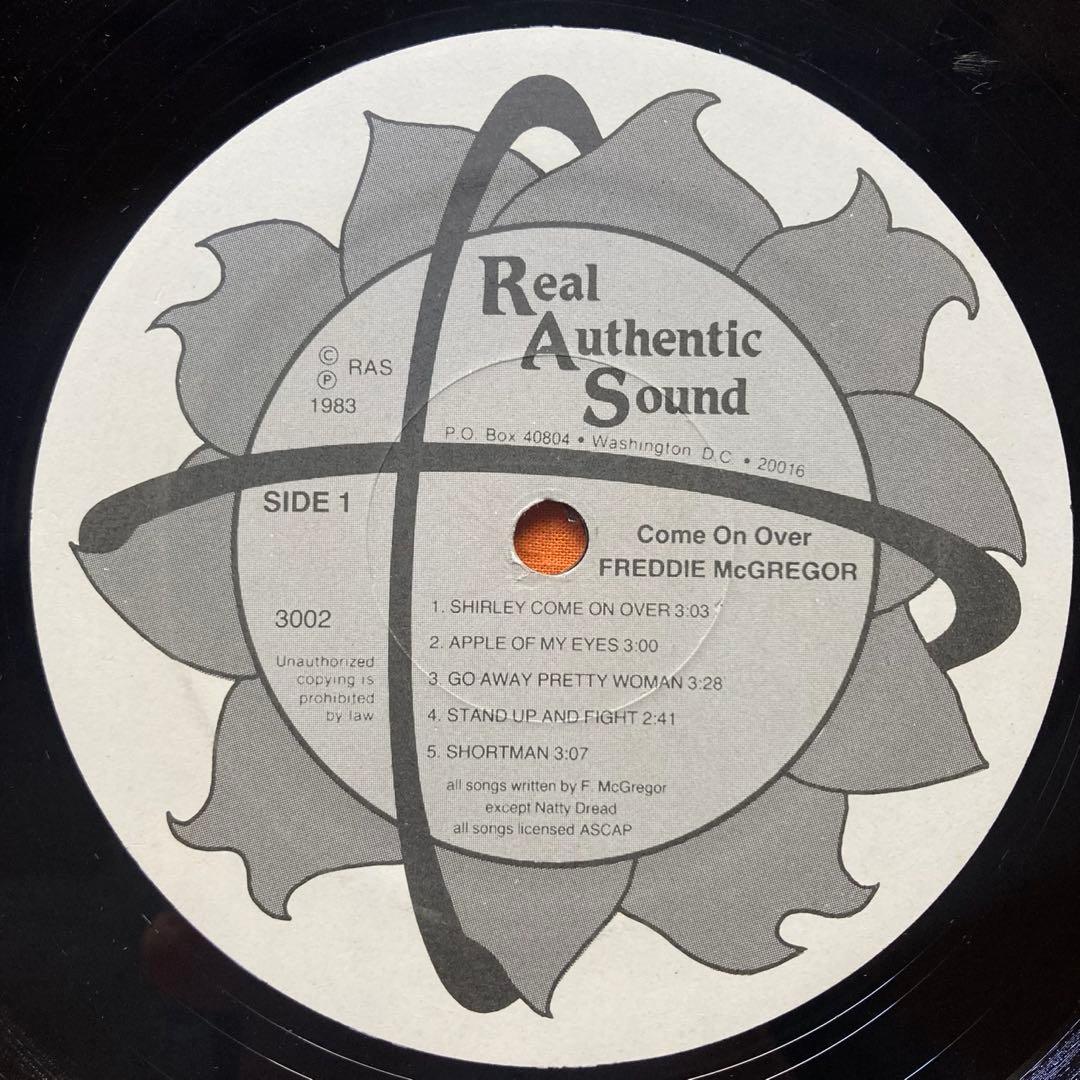 Real
Authentic
Sound
© RAS
℗
1983
P.O. Box 40804 • Washington D.C. • 20016
SIDE 1
Come On Over
FREDDIE McGREGOR
3002
Unauthorized
copying is
prohibited
by law
1. SHIRLEY COME ON OVER 3:03
2. APPLE OF MY EYES 3:00
3. GO AWAY PRETTY WOMAN 3:28
4. STAND UP AND FIGHT 2:41
5. SHORTMAN 3:07
all songs written by F. McGregor
except Natty Dread
all songs licensed ASCAP